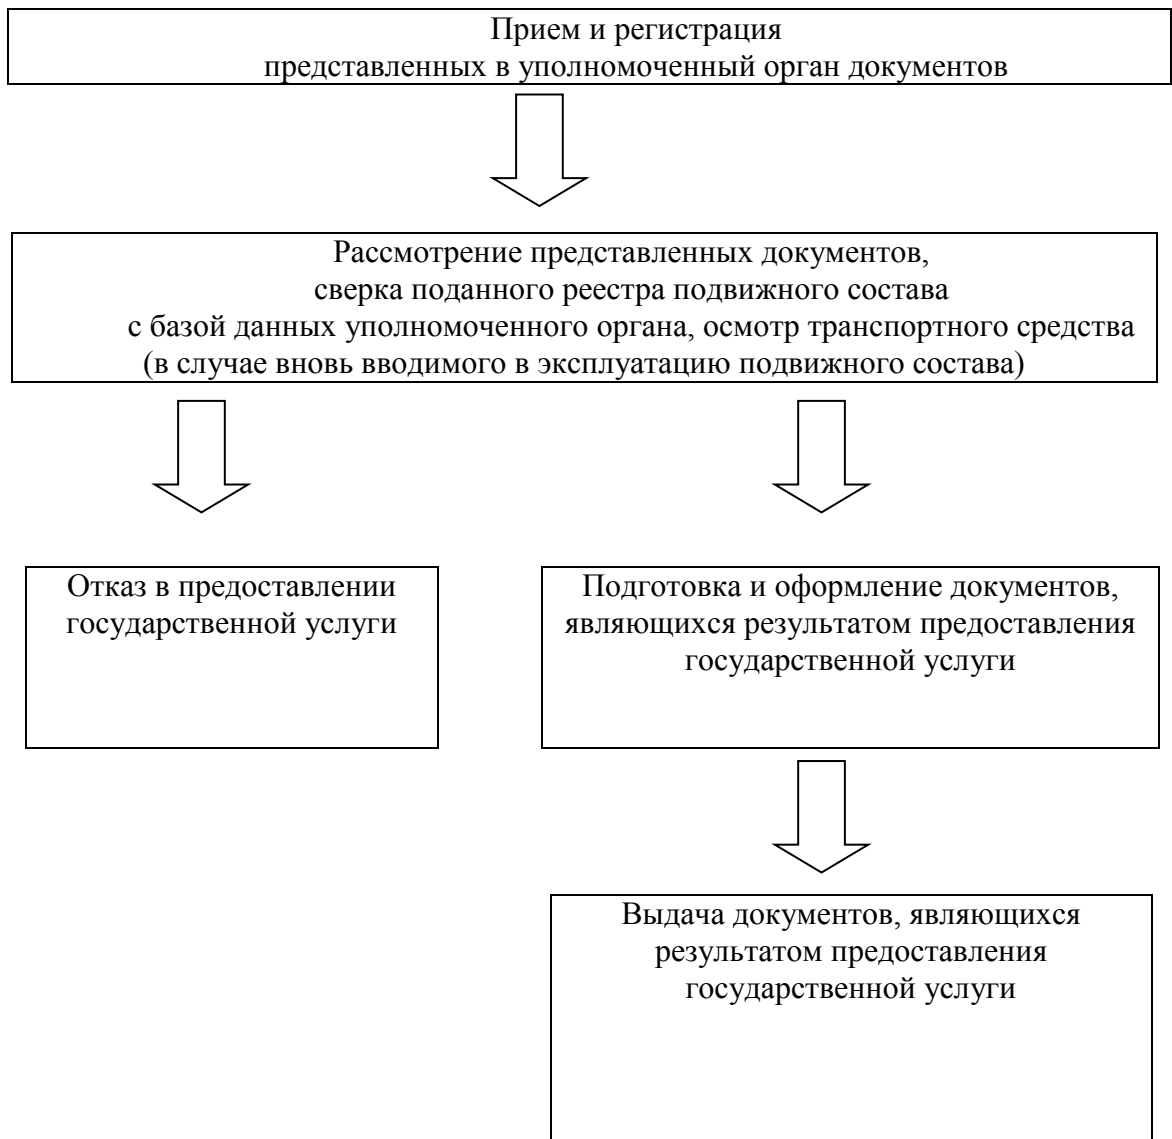 Прием и регистрация
представленных в уполномоченный орган документов
Рассмотрение представленных документов,
сверка поданного реестра подвижного состава
с базой данных уполномоченного органа, осмотр транспортного средства
(в случае вновь вводимого в эксплуатацию подвижного состава)
Отказ в предоставлении
государственной услуги
Подготовка и оформление документов,
являющихся результатом предоставления
государственной услуги
Выдача документов, являющихся
результатом предоставления
государственной услуги